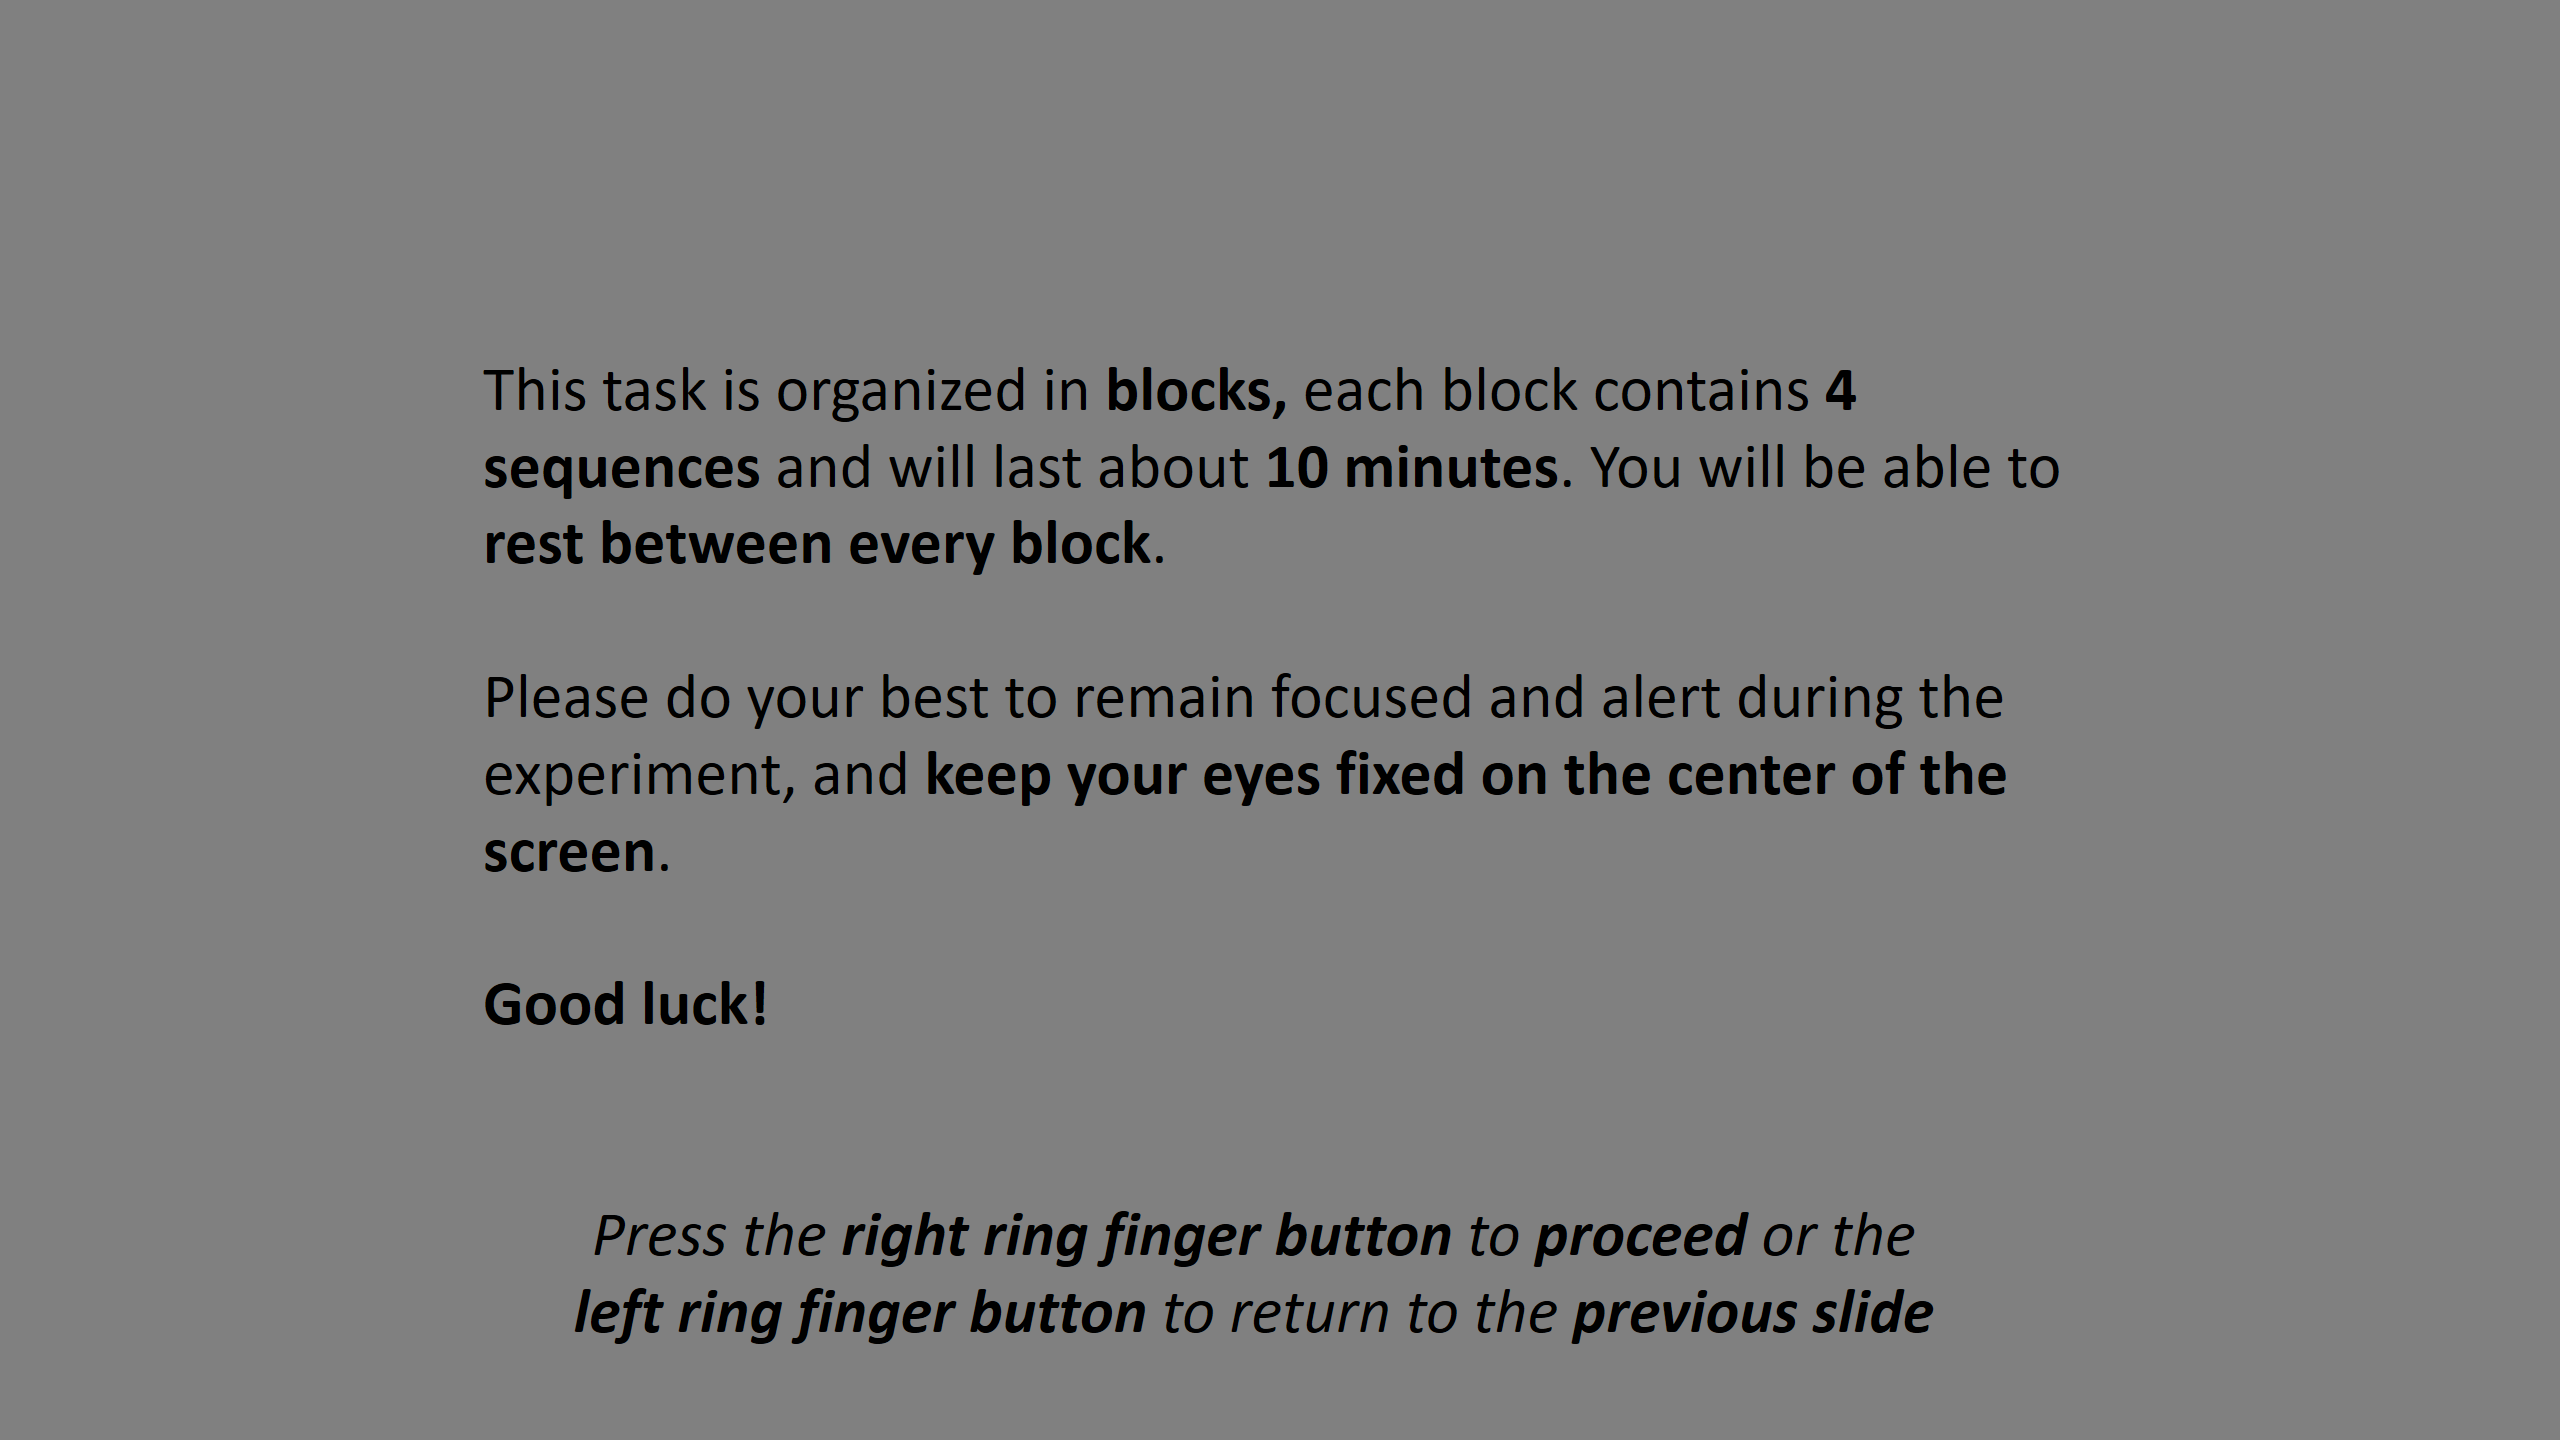 This task is organized in blocks, each block contains 4
sequences and will last about 10 minutes. You will be able to
rest between every block.
Please do your best to remain focused and alert during the
experiment, and keep your eyes fixed on the center of the
screen.
Good luck!
Press the right ring finger button to proceed or the
left ring finger button to return to the previous slide